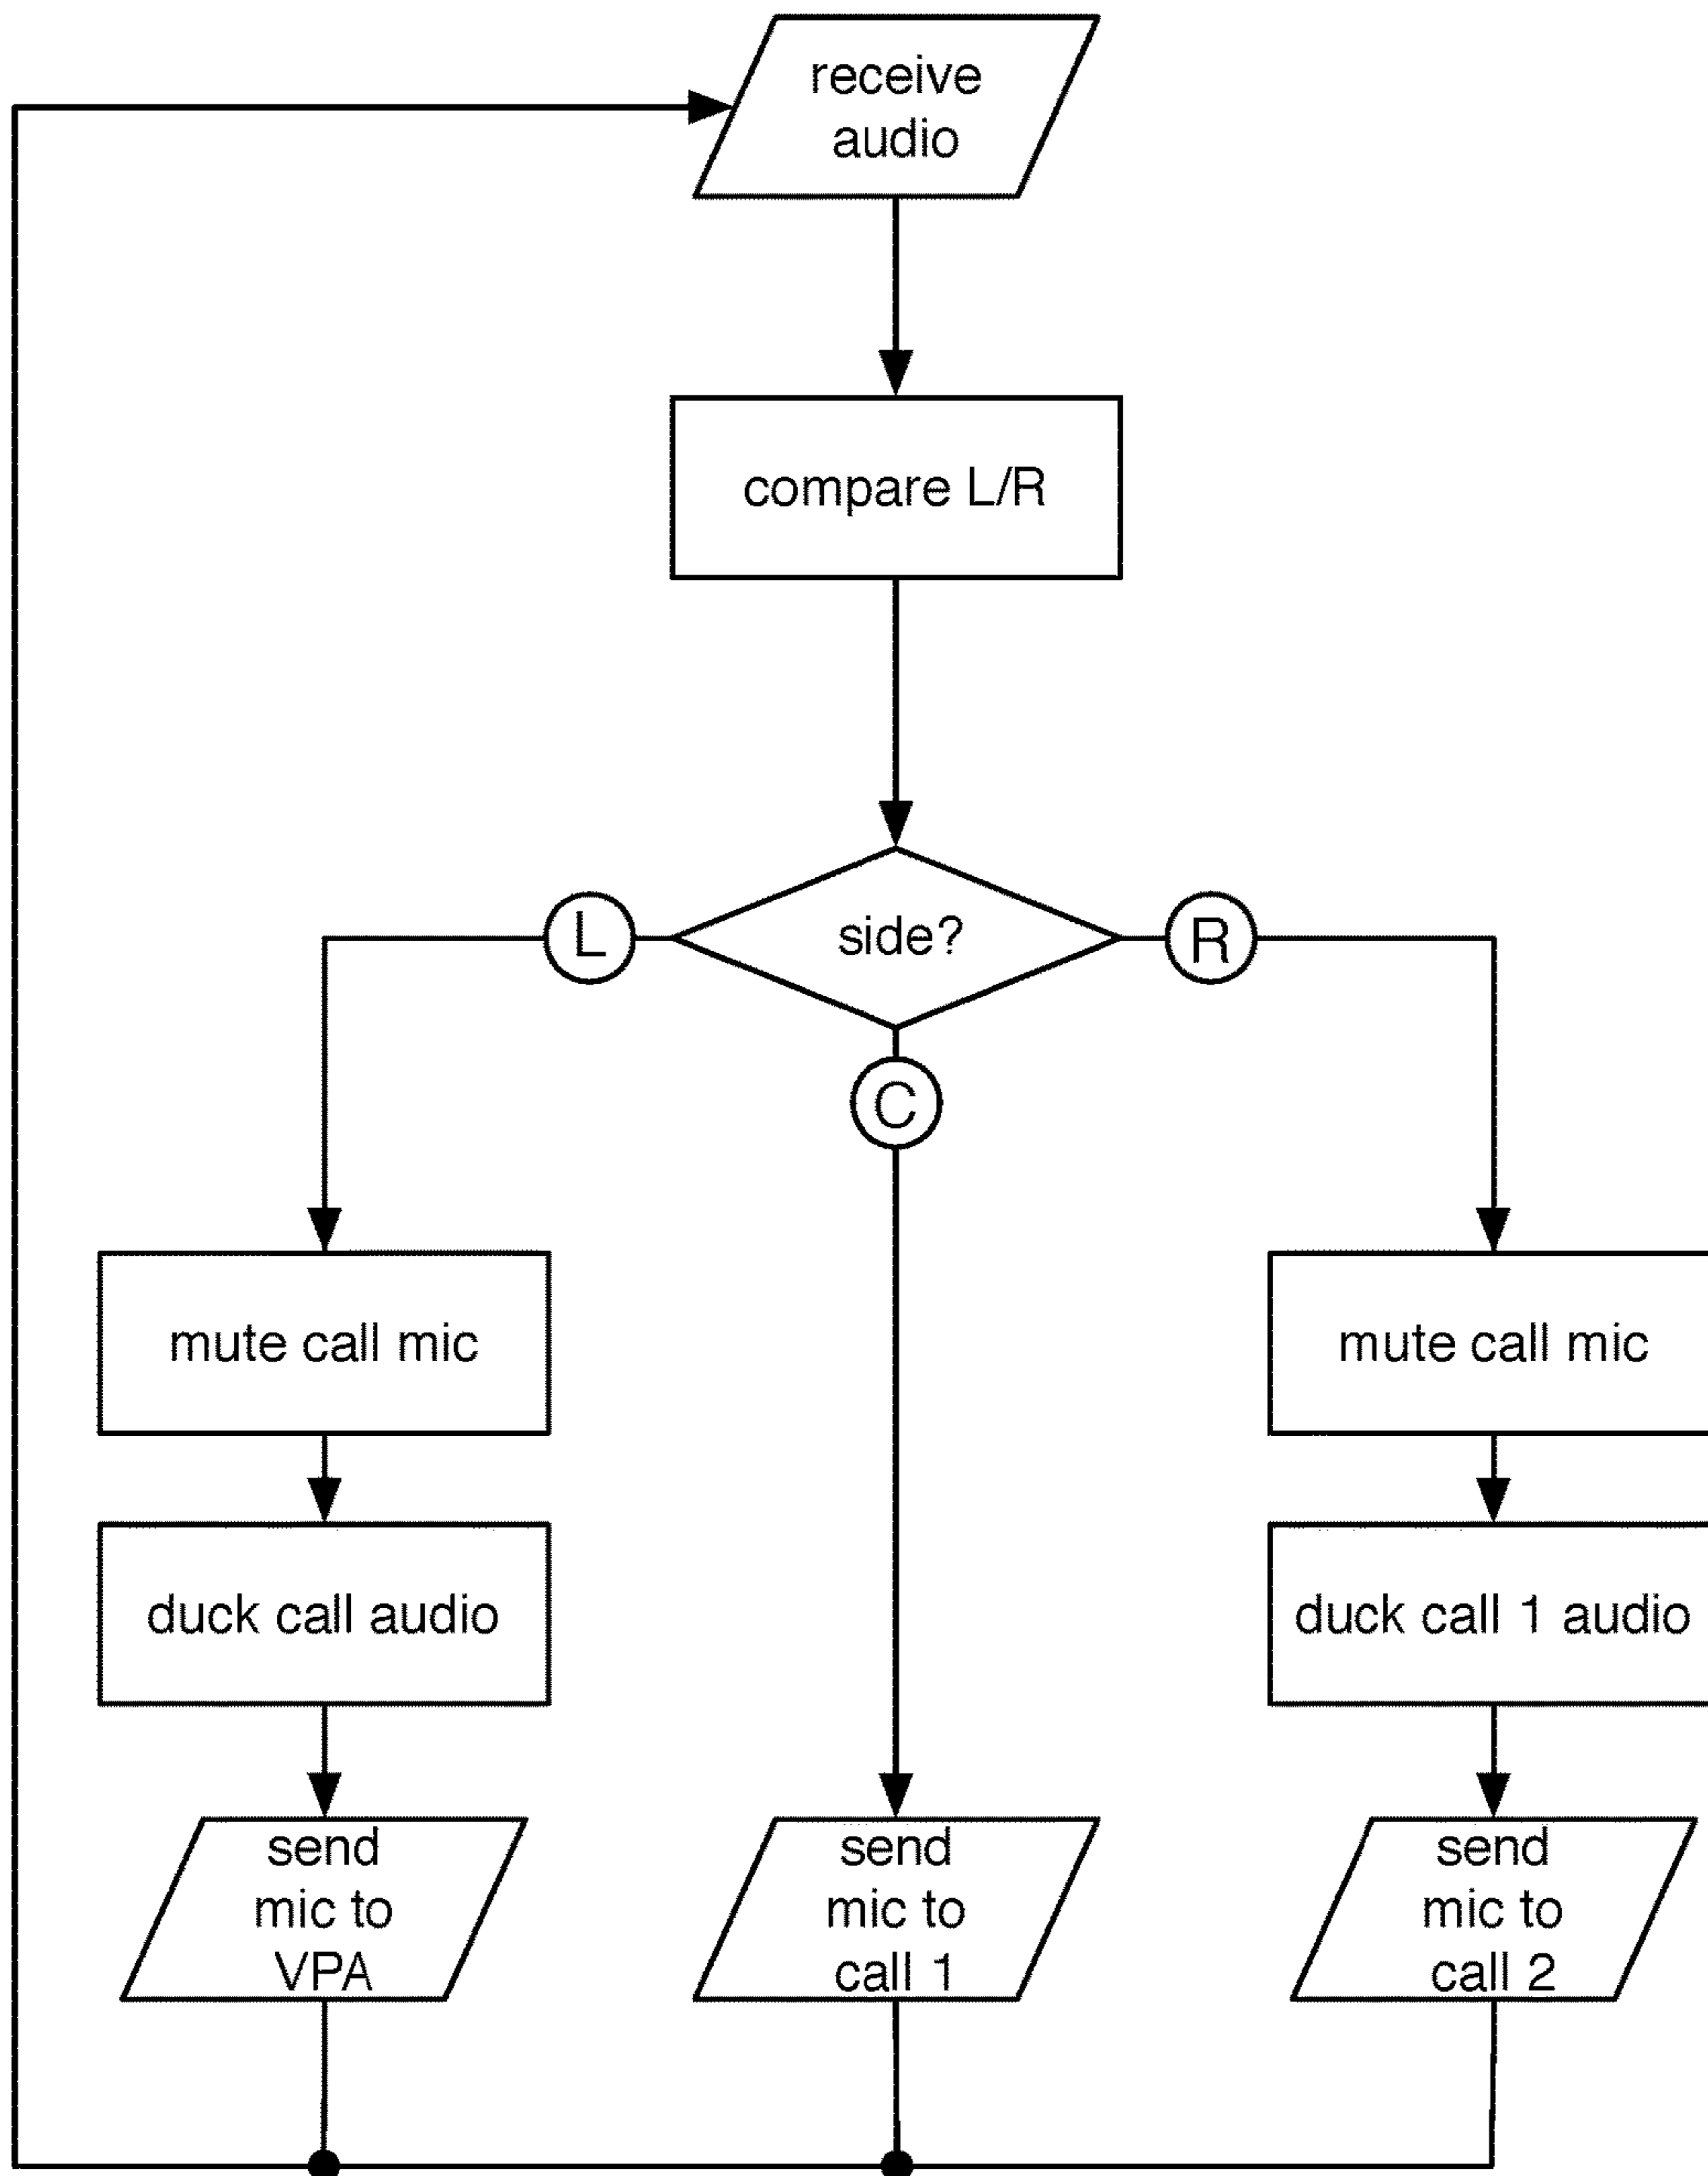 receive
audio
compare L/R
side?
L
R
C
mute call mic
mute call mic
duck call audio
duck call 1 audio
send
mic to
VPA
send
mic to
call 1
send
mic to
call 2